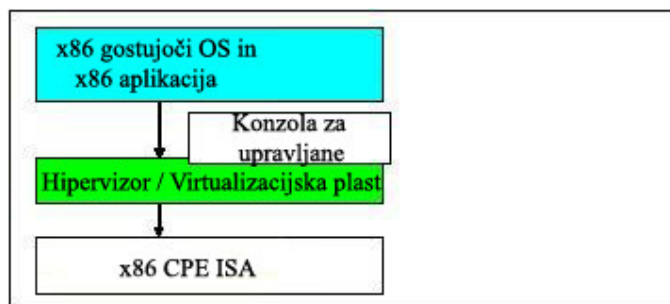 x86 gostujoči OS in
x86 aplikacija
Konzola za
upravljane
Hipervizor / Virtualizacijska plast
x86 CPE ISA